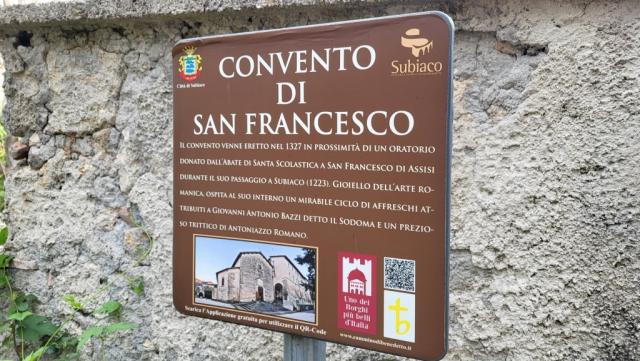 Città di Subiaco
Subiaco
CONVENTO
DI
SAN FRANCESCO
Il convento venne eretto nel 1327 in prossimità di un oratorio
donato dall'abate di Santa Scolastica a San Francesco di Assisi
durante il suo passaggio a Subiaco (1223). Gioiello dell'arte ro-
manica, ospita al suo interno un mirabile ciclo di affreschi at-
tribuiti a Giovanni Antonio Bazzi detto il Sodoma e un prezio-
so trittico di Antoniazzo Romano.
Uno dei
Borghi
più belli
d'Italia
Scarica l'Applicazione gratuita per utilizzare il QR-Code
www.camminodibenedetto.it